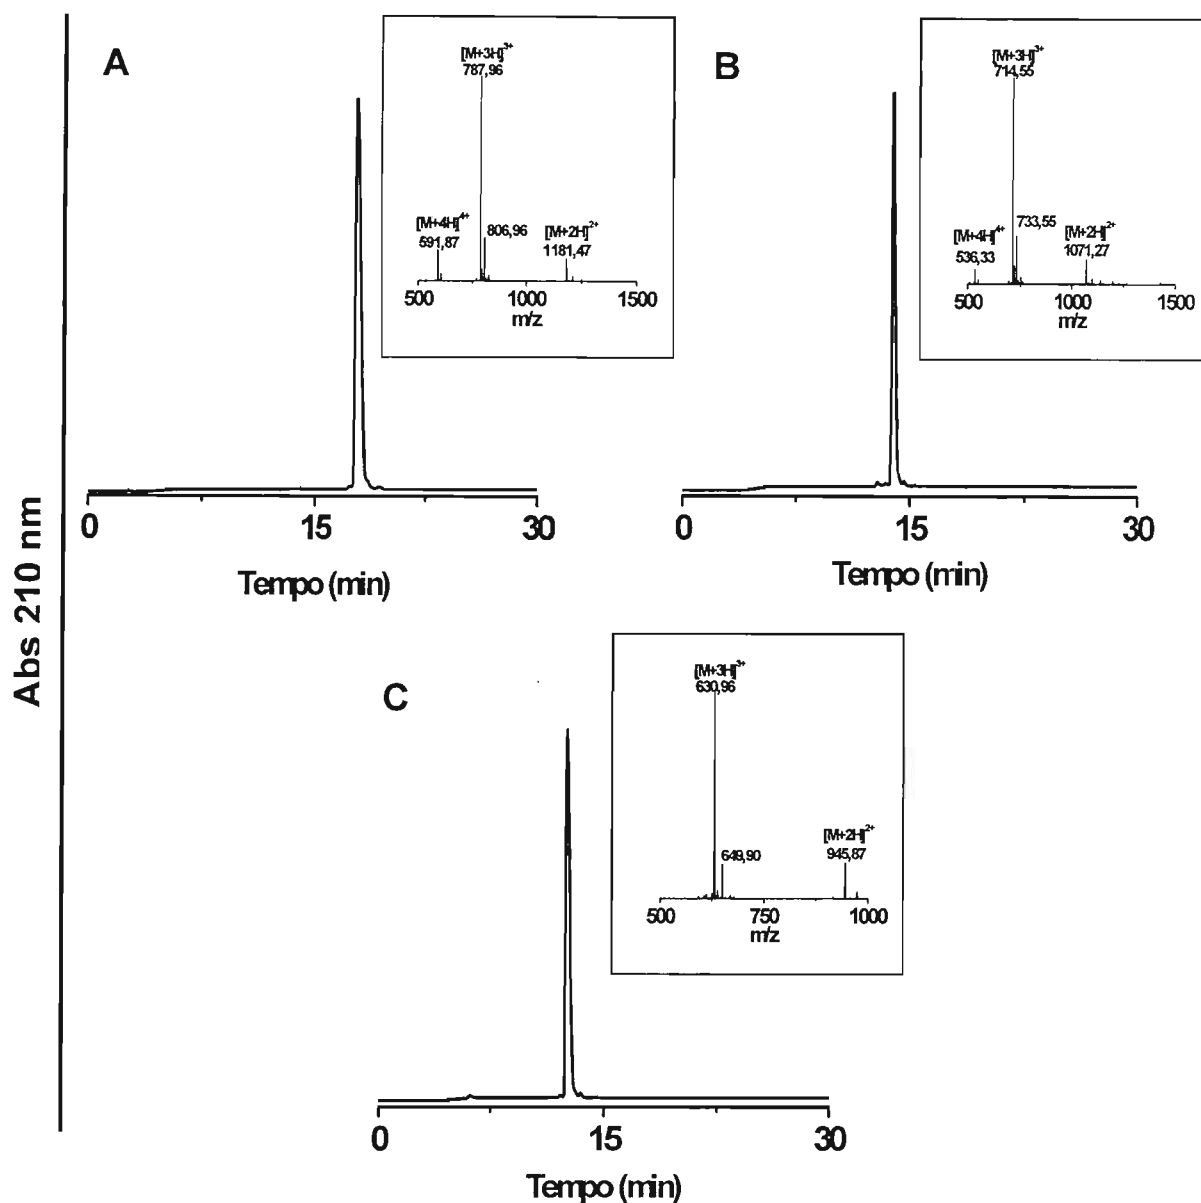 Abs 210 nm
A
[M+3H]³⁺
787,96
[M+4H]⁴⁺
591,87
806,96
[M+2H]²⁺
1181,47
500 1000 1500
m/z
0 15 30
Tempo (min)
B
[M+3H]³⁺
714,55
[M+4H]⁴⁺
536,33
733,55
[M+2H]²⁺
1071,27
500 1000 1500
m/z
0 15 30
Tempo (min)
C
[M+3H]³⁺
630,96
649,90
[M+2H]²⁺
945,87
500 750 1000
m/z
0 15 30
Tempo (min)